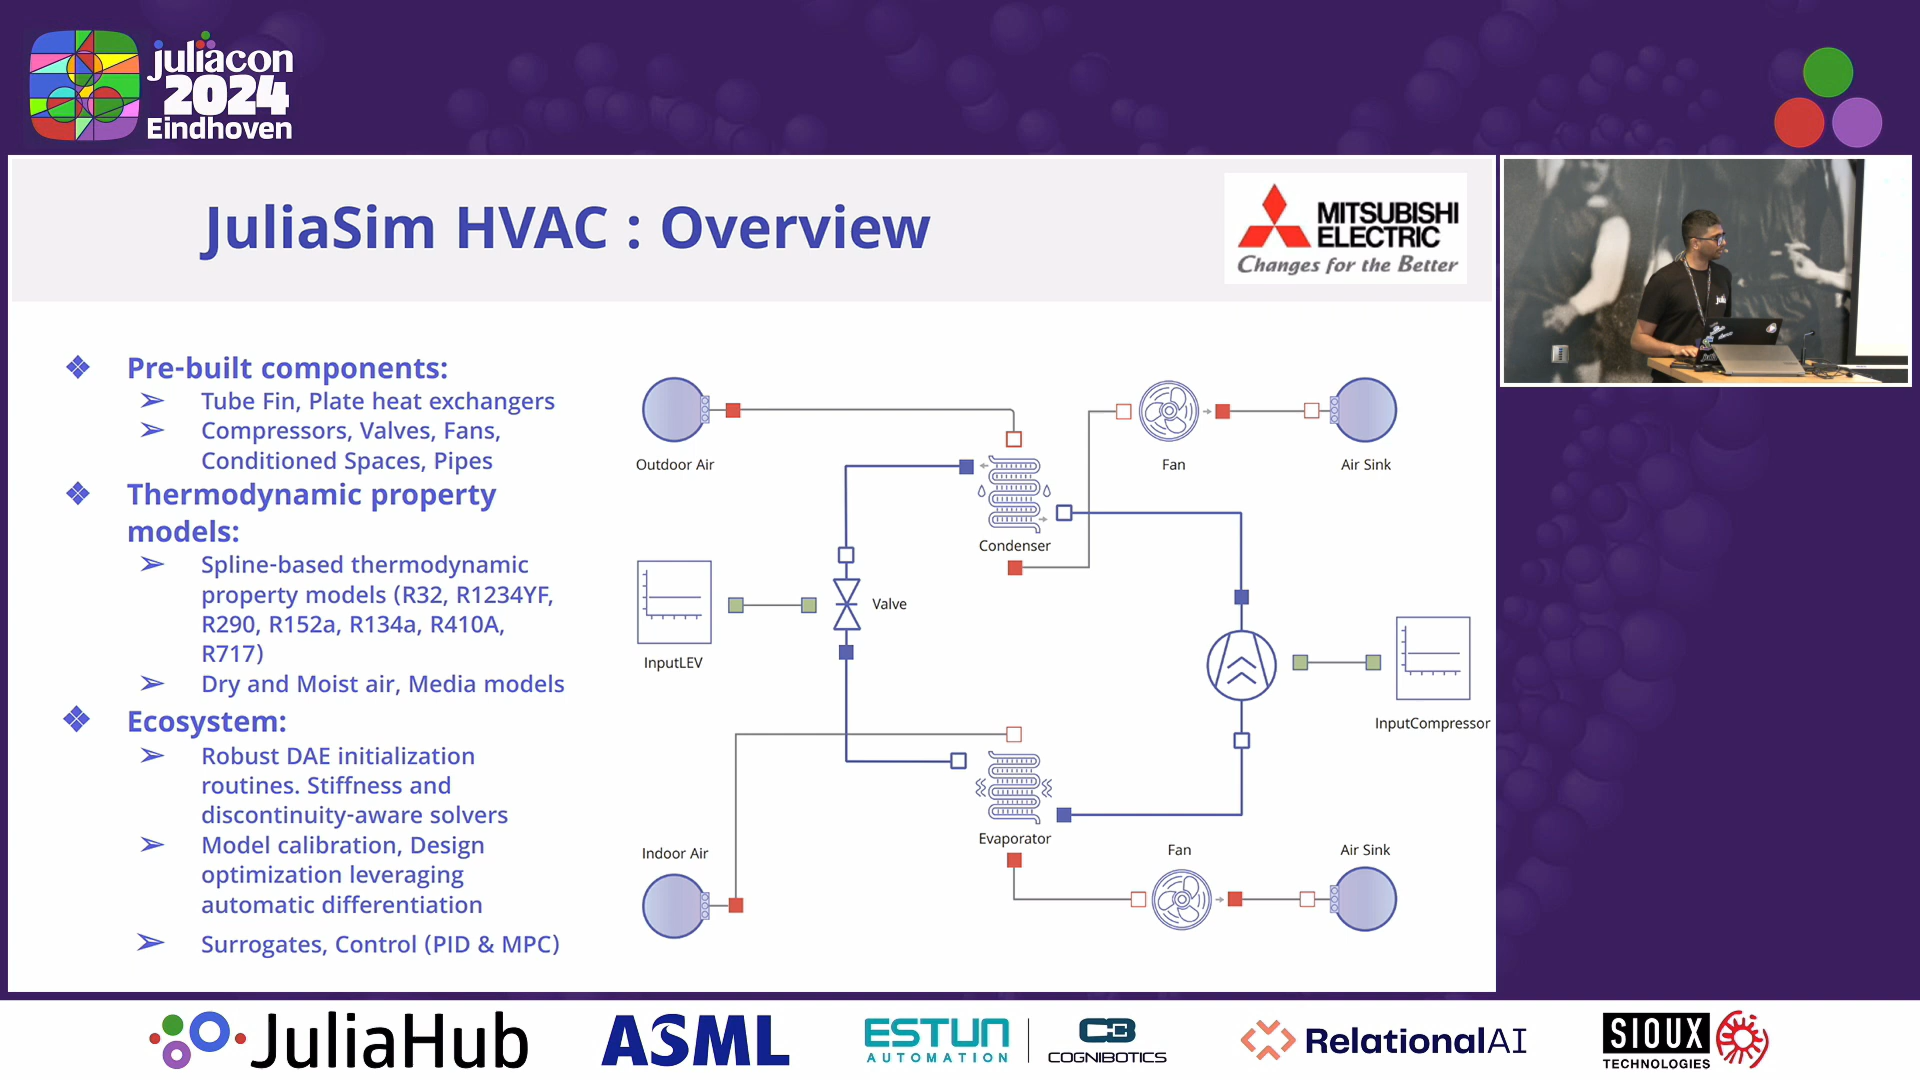 juliacon
2024
Eindhoven
JuliaSim HVAC : Overview
MITSUBISHI
ELECTRIC
Changes for the Better
Pre-built components:
Tube Fin, Plate heat exchangers
Compressors, Valves, Fans,
Conditioned Spaces, Pipes
Thermodynamic property
models:
Spline-based thermodynamic
property models (R32, R1234YF,
R290, R152a, R134a, R410A,
R717)
Dry and Moist air, Media models
Ecosystem:
Robust DAE initialization
routines. Stiffness and
discontinuity-aware solvers
Model calibration, Design
optimization leveraging
automatic differentiation
Surrogates, Control (PID & MPC)
Outdoor Air
Fan
Air Sink
Condenser
Valve
InputLEV
InputCompressor
Evaporator
Indoor Air
Fan
Air Sink
JuliaHub
ASML
ESTUN
AUTOMATION
COGNIBOTICS
RelationalAI
SIOUX
TECHNOLOGIES